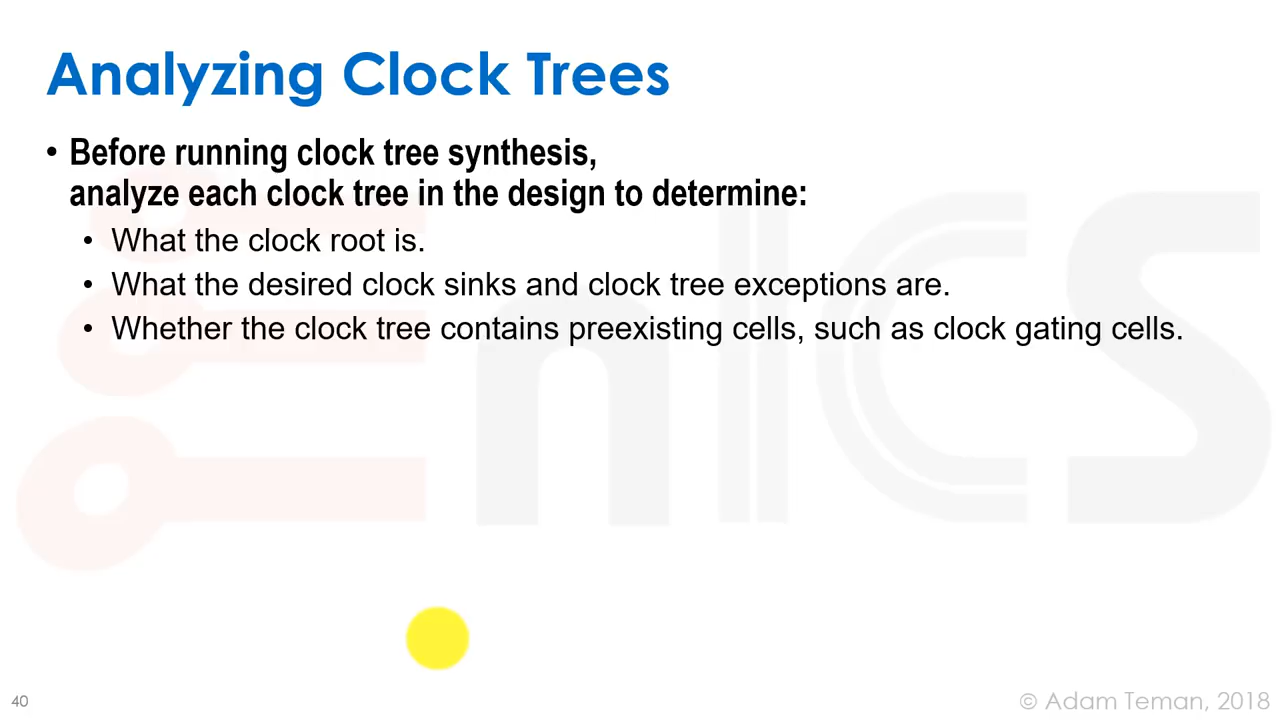 Analyzing Clock Trees
• Before running clock tree synthesis,
analyze each clock tree in the design to determine:
• What the clock root is.
• What the desired clock sinks and clock tree exceptions are.
• Whether the clock tree contains preexisting cells, such as clock gating cells.
enICS
40
© Adam Teman, 2018